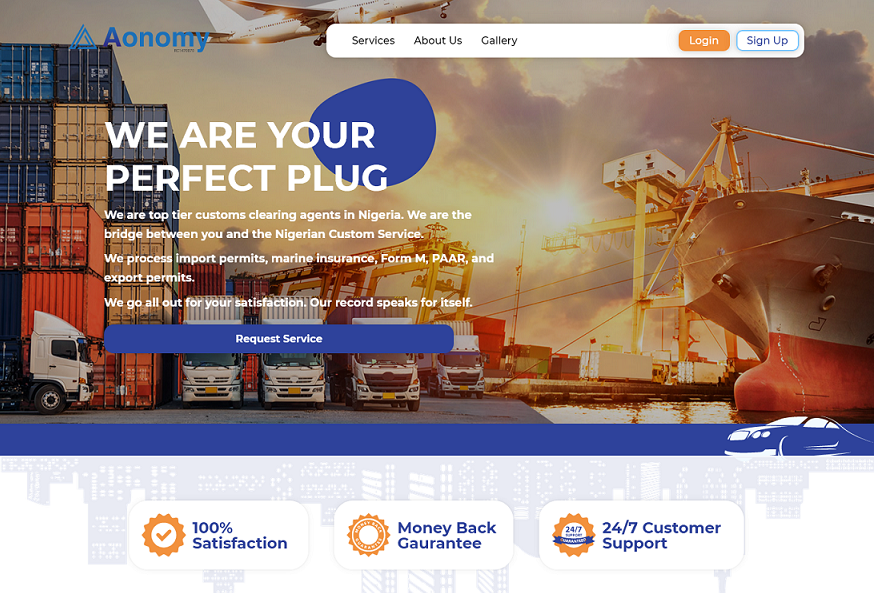 Aonomy
Services About Us Gallery
Login Sign Up
WE ARE YOUR
PERFECT PLUG
We are top tier customs clearing agents in Nigeria. We are the
bridge between you and the Nigerian Custom Service.
We process import permits, marine insurance, Form M, PAAR, and
export permits.
We go all out for your satisfaction. Our record speaks for itself.
Request Service
100%
Satisfaction
MONEY BACK
GUARANTEE
Money Back
Gaurantee
24/7
SUPPORT
GUARANTEED
24/7 Customer
Support